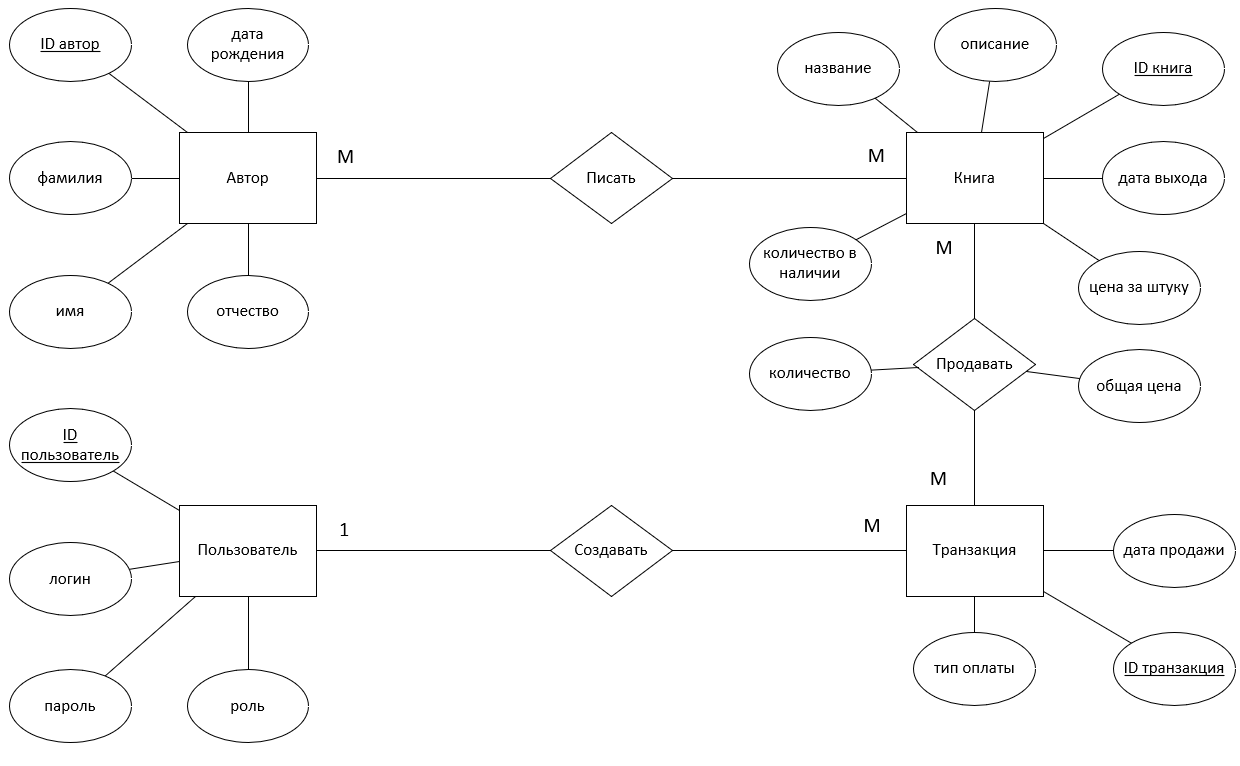 ID автор
дата
рождения
название
описание
ID книга
фамилия
Автор
М
Писать
М
Книга
дата выхода
имя
отчество
количество в
наличии
М
цена за штуку
количество
Продавать
общая цена
ID
пользователь
М
Пользователь
1
Создавать
М
Транзакция
дата продажи
логин
пароль
роль
тип оплаты
ID транзакция